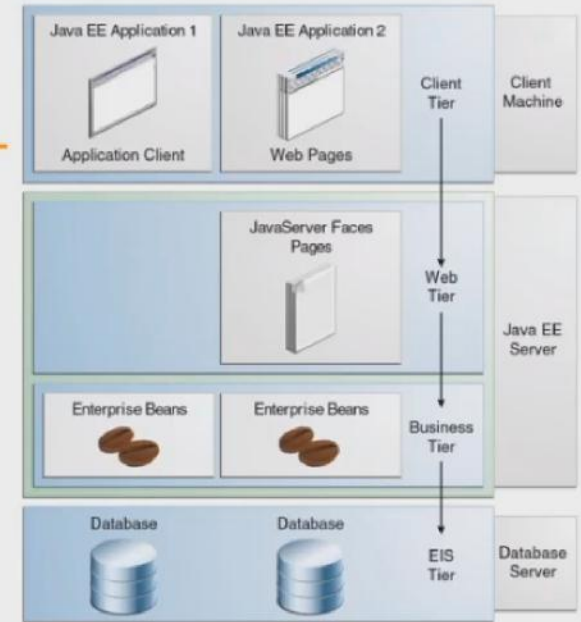 Java EE Application 1
Java EE Application 2
Application Client
Web Pages
Client
Tier
Client
Machine
JavaServer Faces
Pages
Web
Tier
Java EE
Server
Enterprise Beans
Enterprise Beans
Business
Tier
Database
Database
EIS
Tier
Database
Server